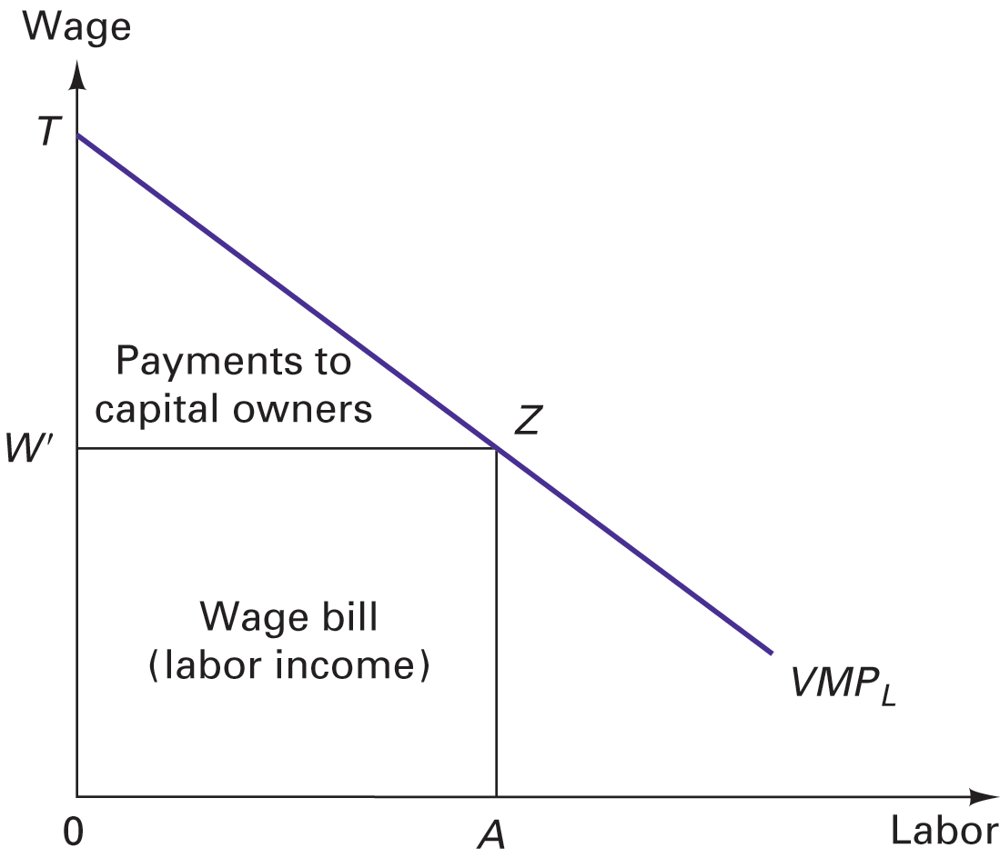 Wage
T
Payments to
capital owners
Z
W′
Wage bill
(labor income)
VMP_L
0
A
Labor